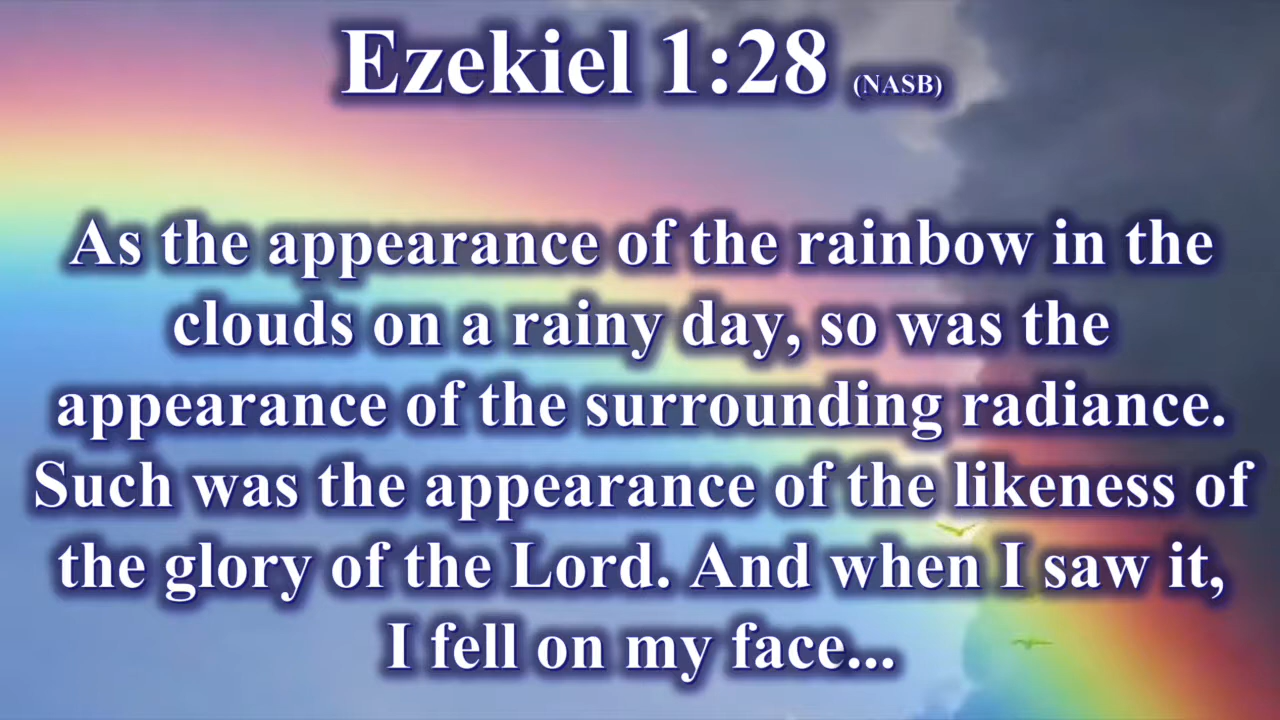 Ezekiel 1:28 (NASB)
As the appearance of the rainbow in the
clouds on a rainy day, so was the
appearance of the surrounding radiance.
Such was the appearance of the likeness of
the glory of the Lord. And when I saw it,
I fell on my face...